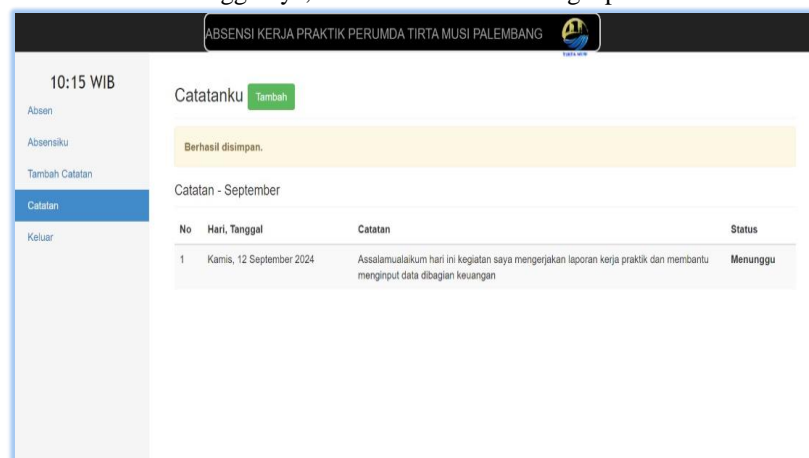 ABSENSI KERJA PRAKTIK PERUMDA TIRTA MUSI PALEMBANG
TIRTA MUSI
10:15 WIB
Absen
Absensiku
Tambah Catatan
Catatan
Keluar
Catatanku Tambah
Berhasil disimpan.
Catatan - September
No Hari, Tanggal Catatan Status
1 Kamis, 12 September 2024 Assalamualaikum hari ini kegiatan saya mengerjakan laporan kerja praktik dan membantu Menunggu
menginput data dibagian keuangan